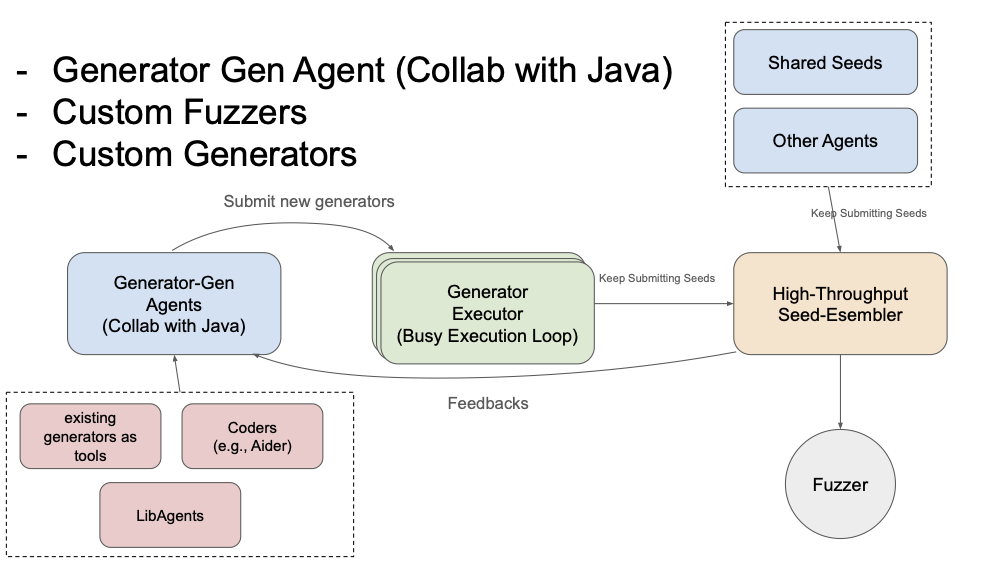 - Generator Gen Agent (Collab with Java)
- Custom Fuzzers
- Custom Generators
Shared Seeds
Other Agents
Keep Submitting Seeds
Submit new generators
Generator-Gen
Agents
(Collab with Java)
Generator
Executor
(Busy Execution Loop)
Keep Submitting Seeds
High-Throughput
Seed-Esembler
Feedbacks
existing
generators as
tools
Coders
(e.g., Aider)
LibAgents
Fuzzer